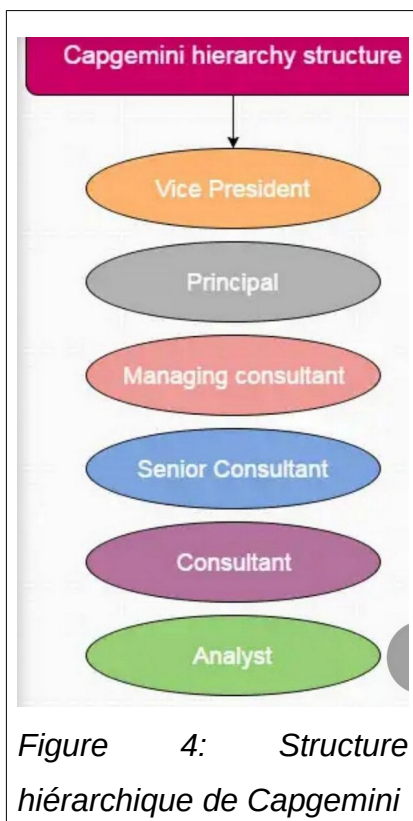 Capgemini hierarchy structure
Vice President
Principal
Managing consultant
Senior Consultant
Consultant
Analyst
Figure 4: Structure
hiérarchique de Capgemini